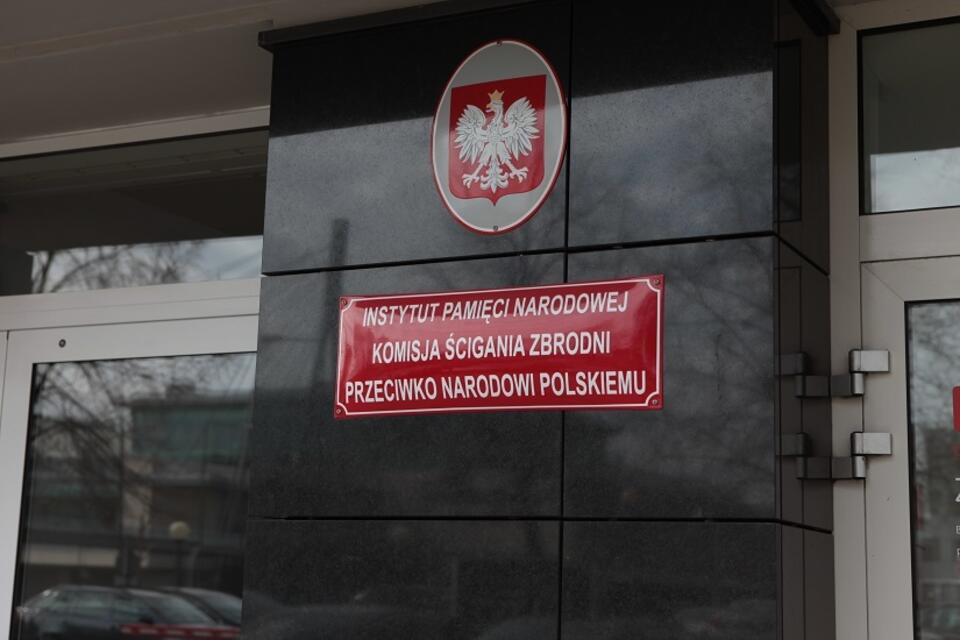 INSTYTUT PAMIĘCI NARODOWEJ
KOMISJA ŚCIGANIA ZBRODNI
PRZECIWKO NARODOWI POLSKIEMU